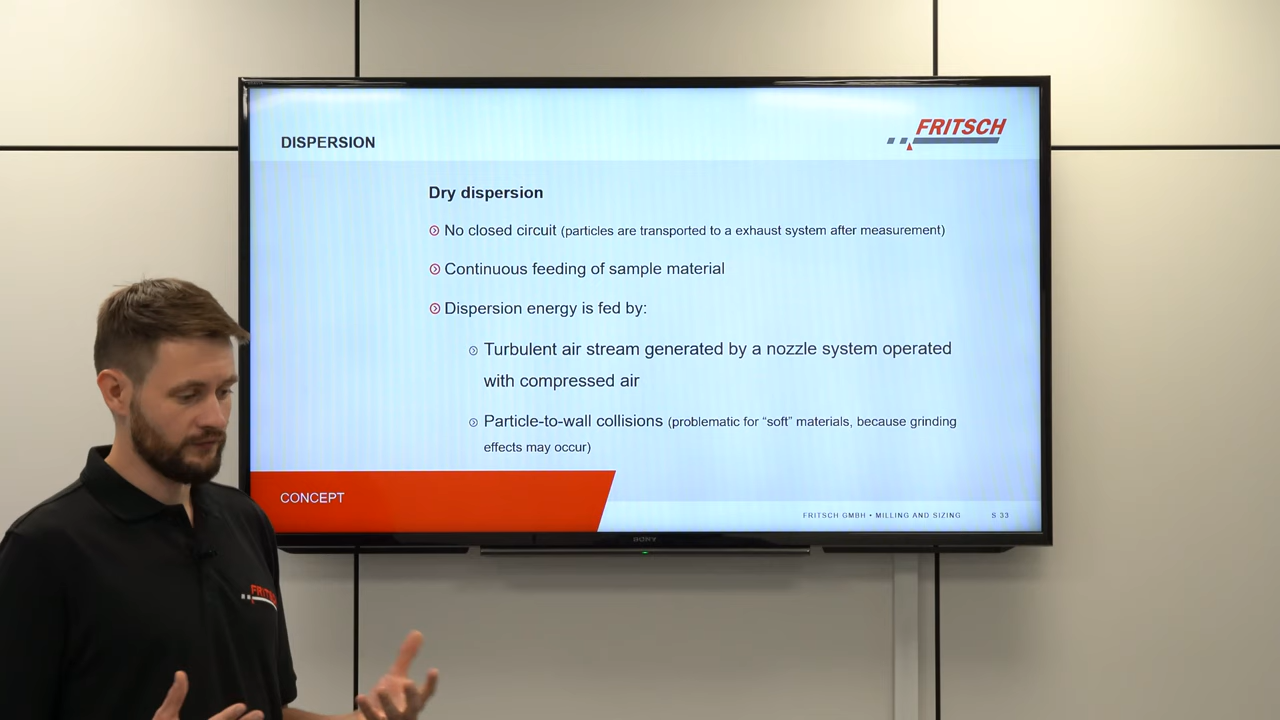 DISPERSION
FRITSCH
Dry dispersion
No closed circuit (particles are transported to a exhaust system after measurement)
Continuous feeding of sample material
Dispersion energy is fed by:
Turbulent air stream generated by a nozzle system operated
with compressed air
Particle-to-wall collisions (problematic for “soft” materials, because grinding
effects may occur)
CONCEPT
FRITSCH GMBH • MILLING AND SIZING S 33
SONY
FRITSCH